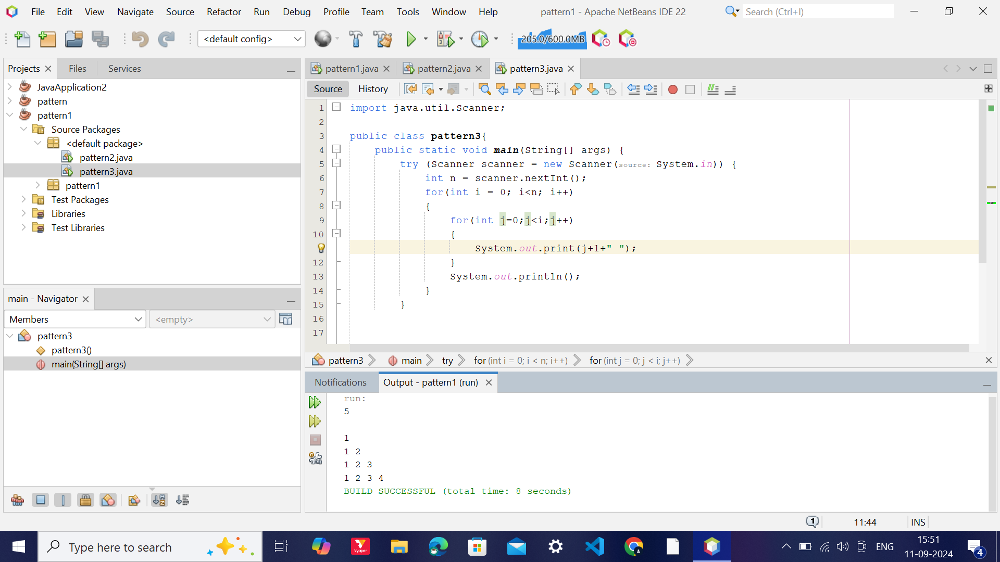 File Edit View Navigate Source Refactor Run Debug Profile Team Tools Window Help pattern1 - Apache NetBeans IDE 22 Search (Ctrl+I)
<default config> 205.0/600.0MB
Projects Files Services
JavaApplication2
pattern
pattern1
Source Packages
<default package>
pattern2.java
pattern3.java
pattern1
Test Packages
Libraries
Test Libraries
main - Navigator
Members <empty>
pattern3
pattern3()
main(String[] args)
pattern1.java pattern2.java pattern3.java
Source History
1 import java.util.Scanner;
2
3 public class pattern3{
4 public static void main(String[] args) {
5 try (Scanner scanner = new Scanner(source: System.in)) {
6 int n = scanner.nextInt();
7 for(int i = 0; i<n; i++)
8 {
9 for(int j=0;j<i;j++)
10 {
System.out.print(j+1+" ");
12 }
13 System.out.println();
14 }
15 }
16
17
pattern3 main try for (int i = 0; i < n; i++) for (int j = 0; j < i; j++)
Notifications Output - pattern1 (run)
run:
5
1
1 2
1 2 3
1 2 3 4
BUILD SUCCESSFUL (total time: 8 seconds)
1 11:44 INS
Type here to search ENG 15:51
11-09-2024 4